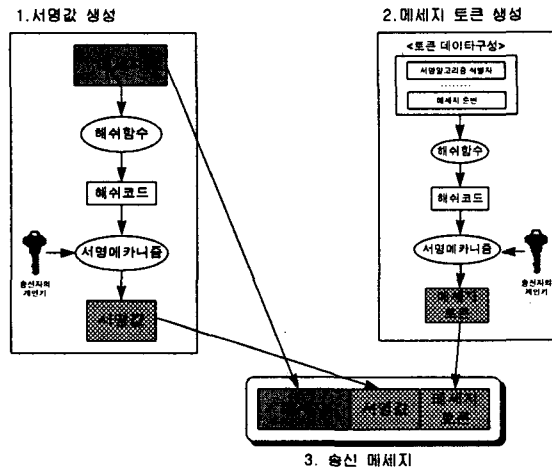 1.서명값 생성
해쉬함수
해쉬코드
서명메카니즘
송신자의
개인키
서명값
2.메세지 토큰 생성
<토큰 데이타구성>
서명알고리즘 식별자
........
메세지 순번
해쉬함수
해쉬코드
서명메카니즘
송신자의
개인키
메세지
토큰
서명값
메세지
토큰
3. 송신 메세지